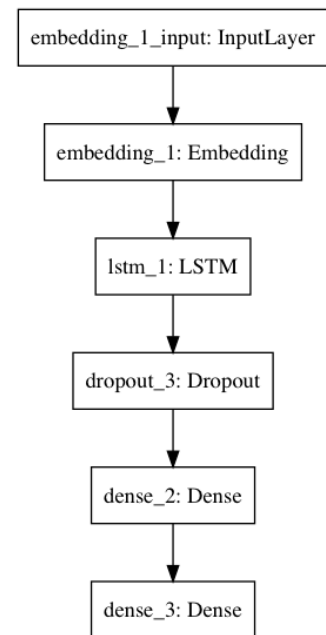 embedding_1_input: InputLayer
embedding_1: Embedding
lstm_1: LSTM
dropout_3: Dropout
dense_2: Dense
dense_3: Dense